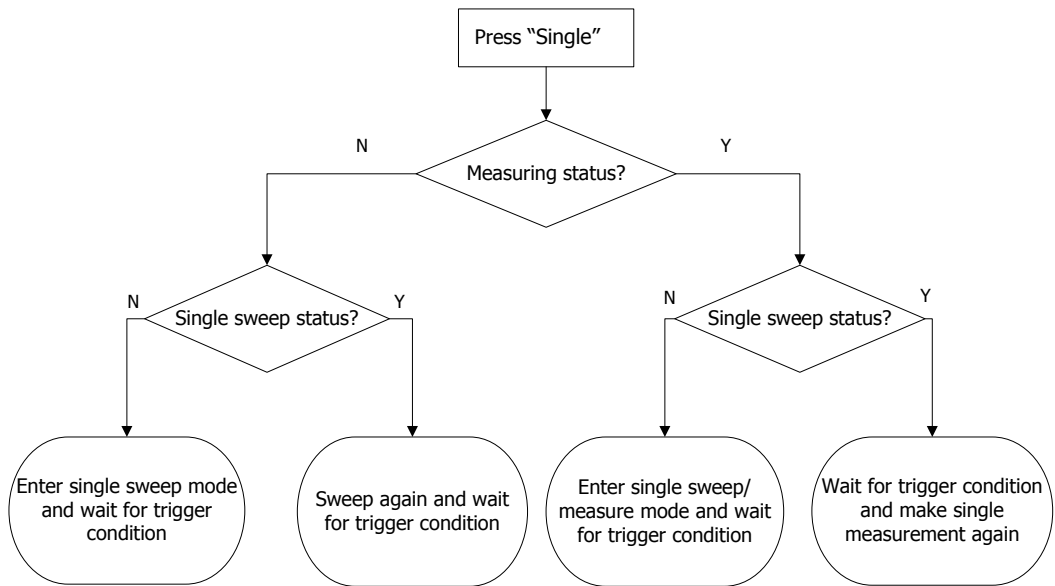 Press “Single”
N
Y
Measuring status?
N
Y
N
Y
Single sweep status?
Single sweep status?
Enter single sweep mode
and wait for trigger
condition
Sweep again and wait
for trigger condition
Enter single sweep/
measure mode and wait
for trigger condition
Wait for trigger condition
and make single
measurement again